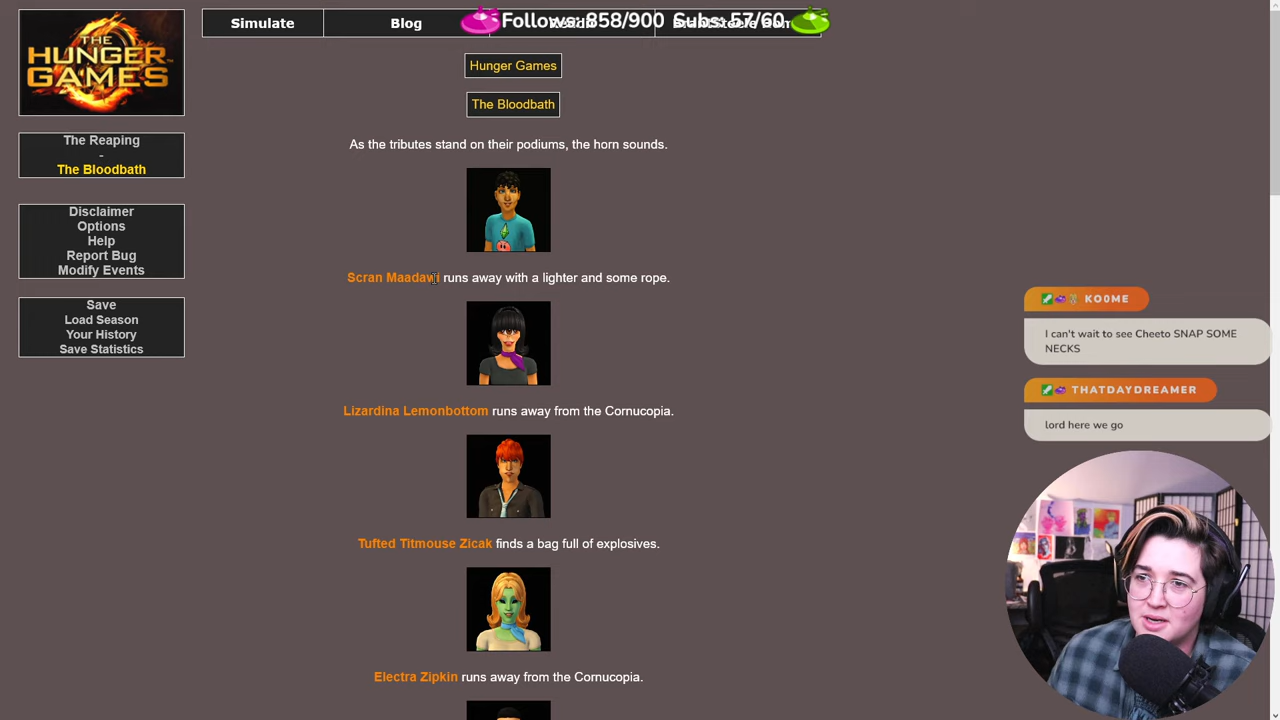 THE
HUNGER
GAMES
Simulate
Blog
Follows: 858/900 Subs: 57/60
Hunger Games
The Bloodbath
The Reaping
-
The Bloodbath
Disclaimer
Options
Help
Report Bug
Modify Events
Save
Load Season
Your History
Save Statistics
As the tributes stand on their podiums, the horn sounds.
Scran Maadawi runs away with a lighter and some rope.
Lizardina Lemonbottom runs away from the Cornucopia.
Tufted Titmouse Zicak finds a bag full of explosives.
Electra Zipkin runs away from the Cornucopia.
KO0ME
I can't wait to see Cheeto SNAP SOME
NECKS
THATDAYDREAMER
lord here we go